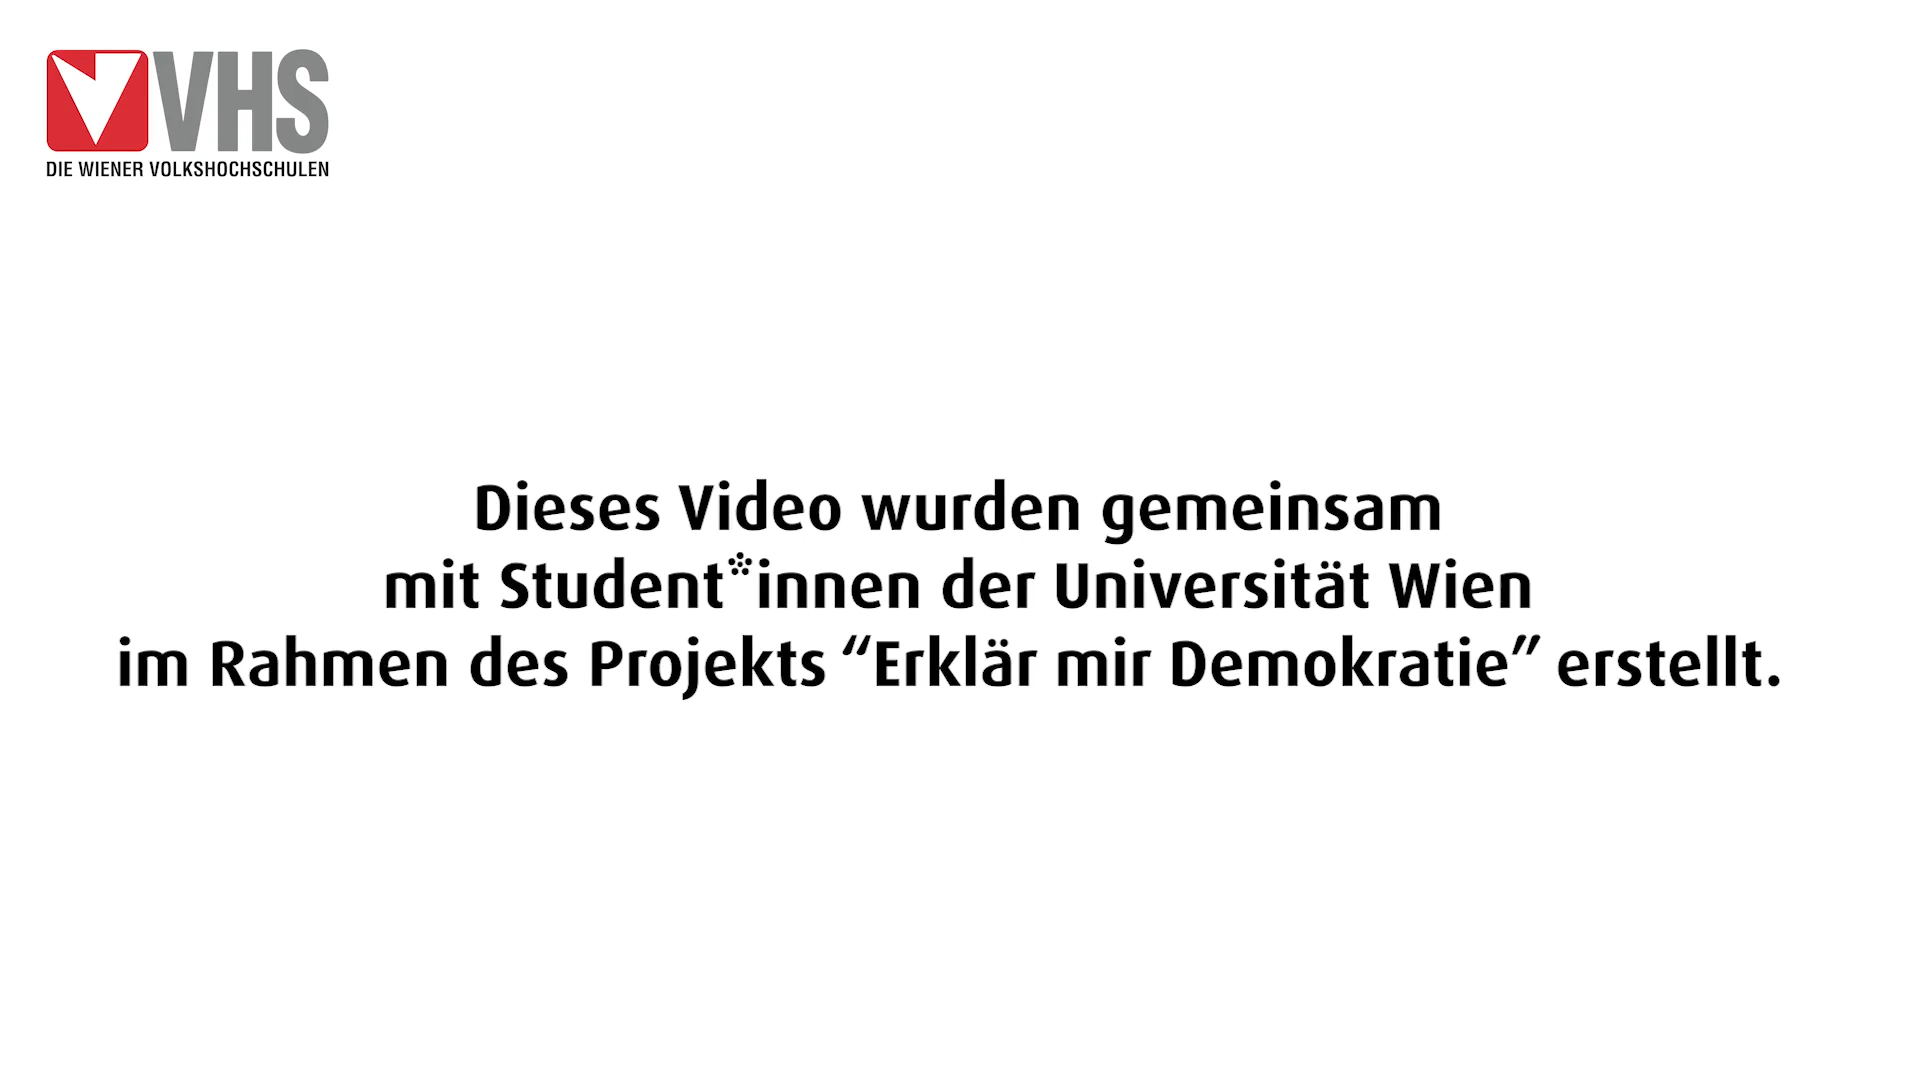 VHS
DIE WIENER VOLKSHOCHSCHULEN
Dieses Video wurden gemeinsam
mit Student*innen der Universität Wien
im Rahmen des Projekts “Erklär mir Demokratie” erstellt.